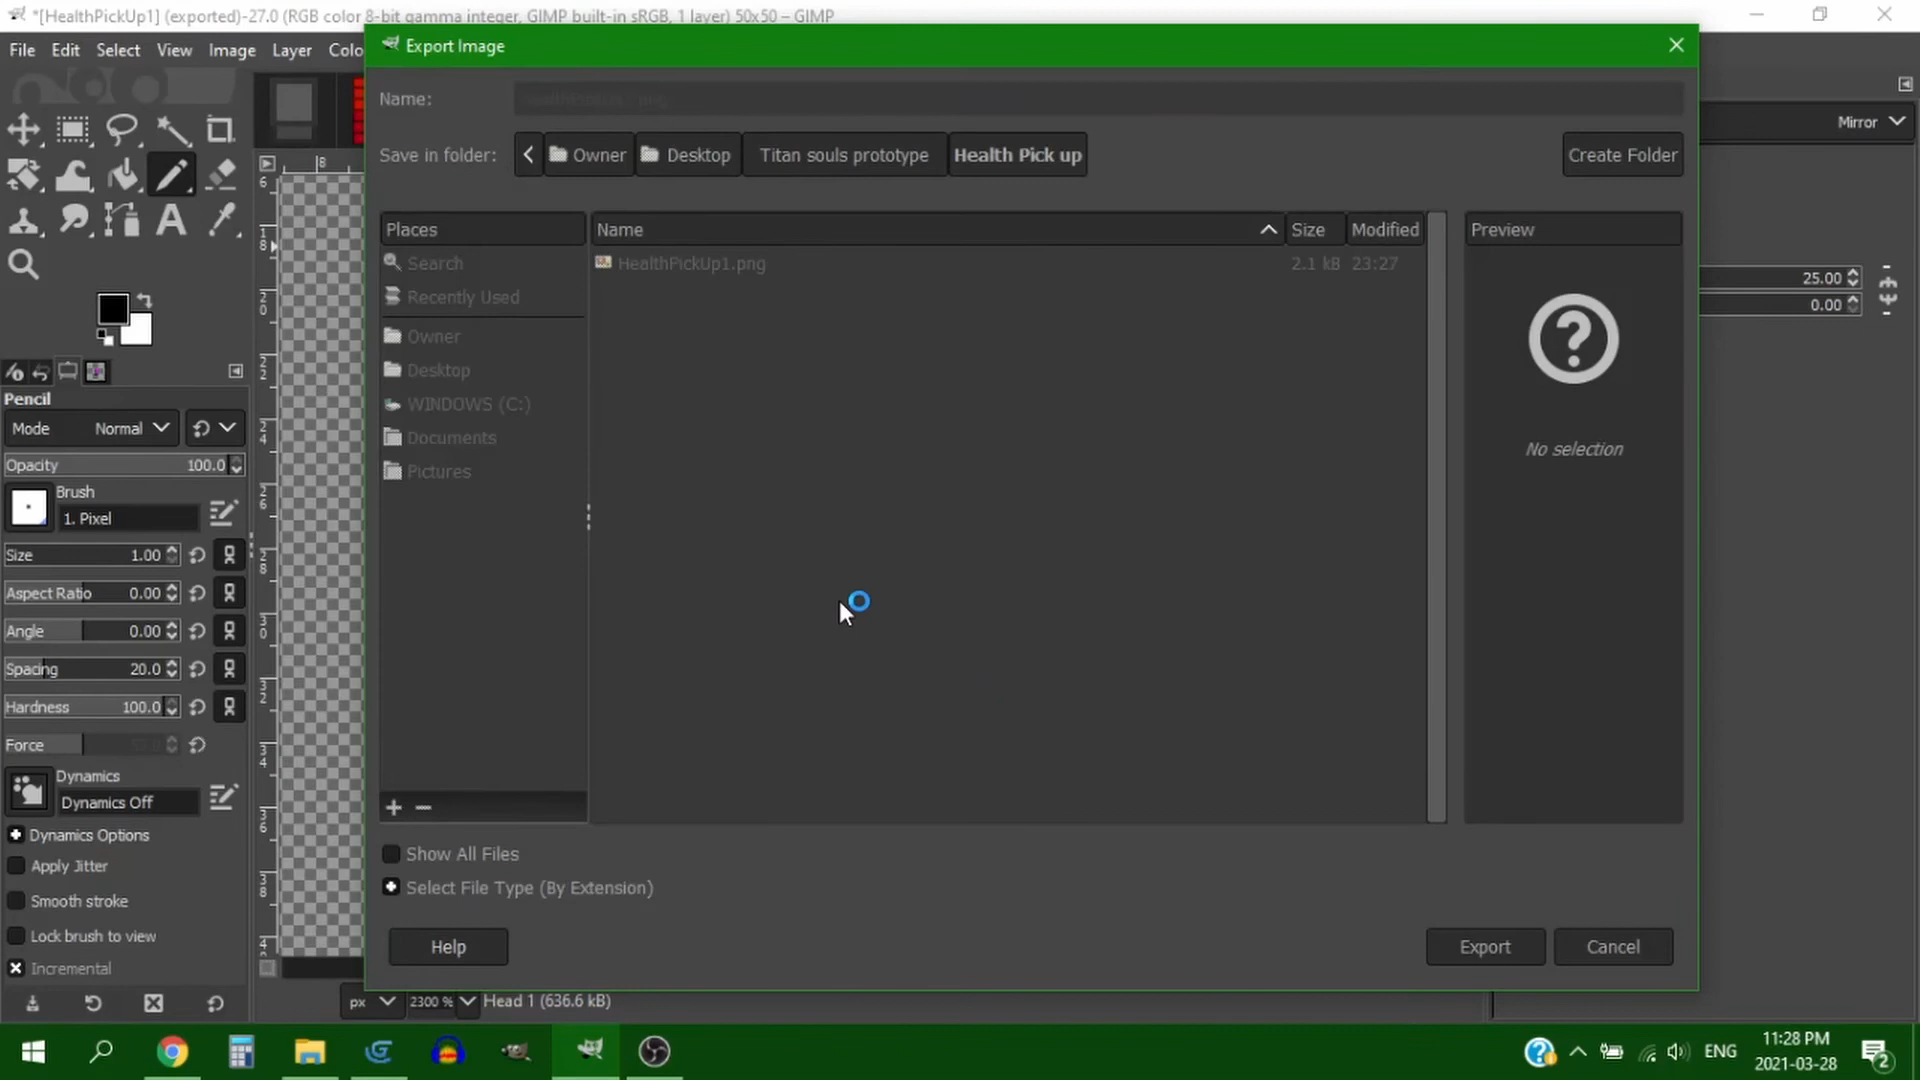 *[HealthPickUp1] (exported)-27.0 (RGB color 8-bit gamma integer, GIMP built-in sRGB, 1 layer) 50x50 – GIMP
File Edit Select View Image Layer Colo
Export Image
Name:
Save in folder: Owner Desktop Titan souls prototype Health Pick up Create Folder
Mirror
Places Name Size Modified Preview
Search HealthPickUp1.png 2.1 kB 23:27
Recently Used
25.00
0.00
Owner
Desktop
WINDOWS (C:)
Documents
Pictures
No selection
Pencil
Mode Normal
Opacity 100.0
Brush
1. Pixel
Size 1.00
Aspect Ratio 0.00
Angle 0.00
Spacing 20.0
Hardness 100.0
Force
Dynamics
Dynamics Off
Dynamics Options
Apply Jitter
Smooth stroke
Lock brush to view
Incremental
Show All Files
Select File Type (By Extension)
Help Export Cancel
px 2300 % Head 1 (636.6 kB)
ENG 11:28 PM
2021-03-28
2